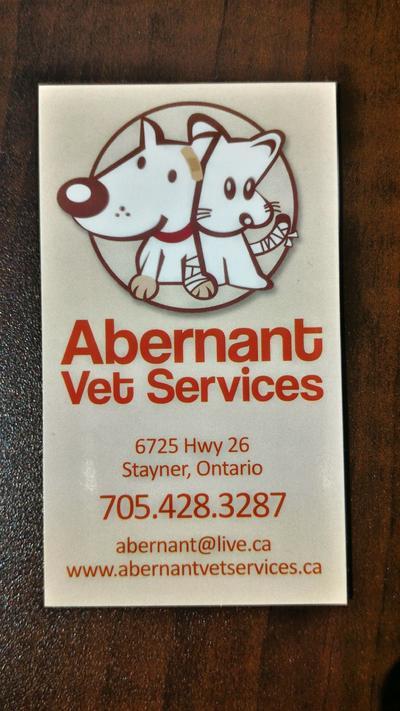 Abernant
Vet Services
6725 Hwy 26
Stayner, Ontario
705.428.3287
abernant@live.ca
www.abernantvetservices.ca